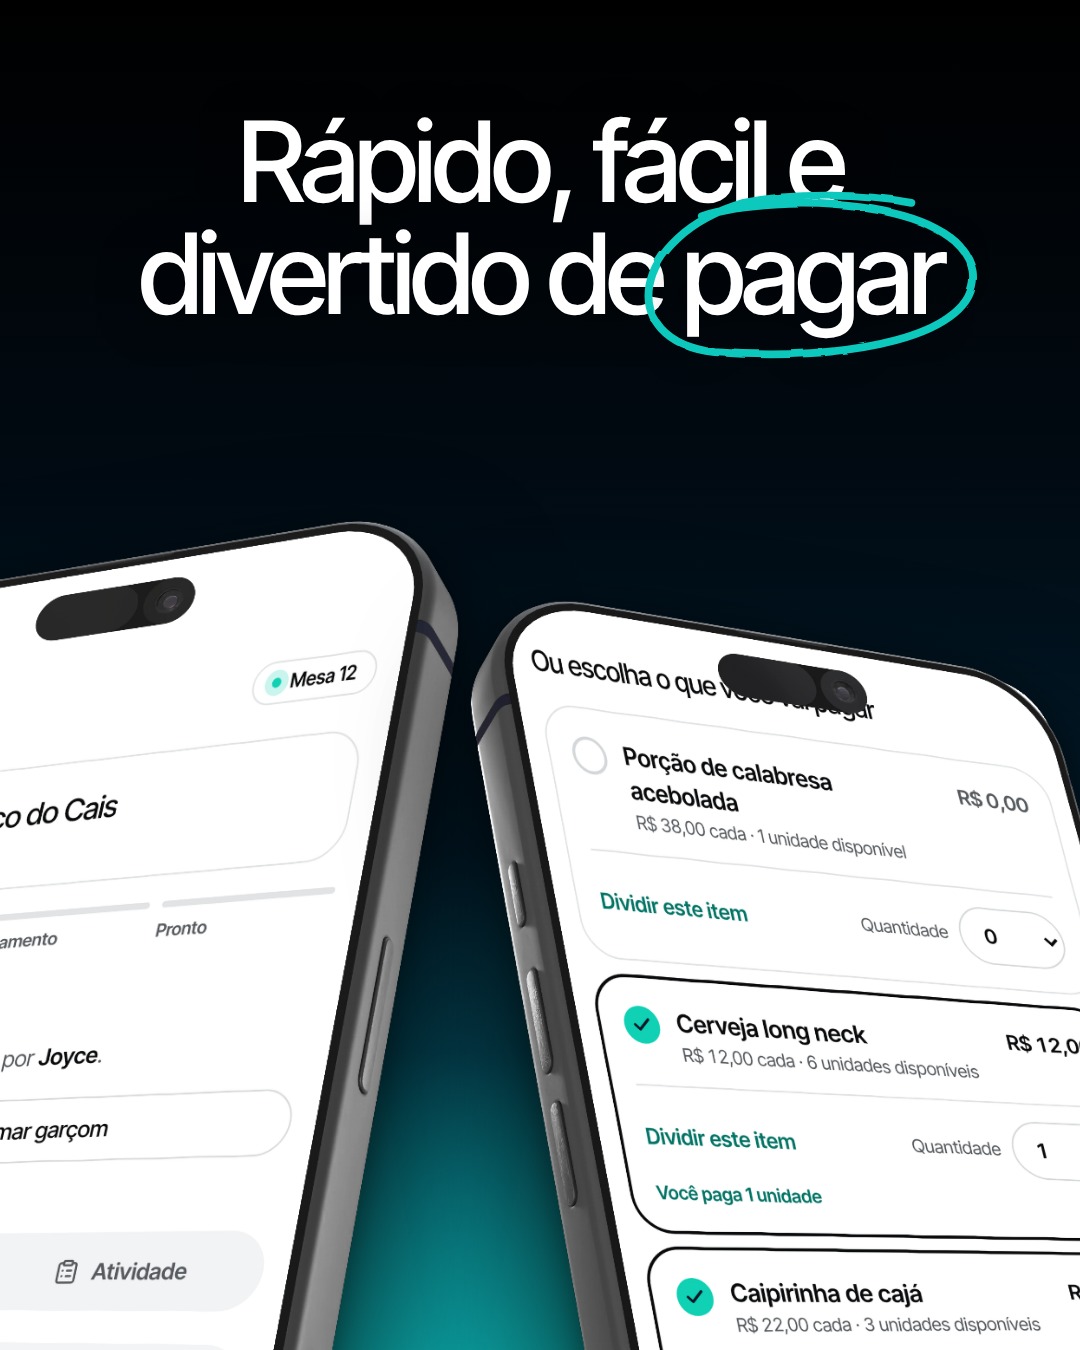 Rápido, fácil e
divertido de pagar
Mesa 12
co do Cais
amento
Pronto
por Joyce.
mar garçom
Atividade
Ou escolha o que você vai pagar
Porção de calabresa
acebolada
R$ 0,00
R$ 38,00 cada · 1 unidade disponível
Dividir este item
Quantidade
0
Cerveja long neck
R$ 12,0
R$ 12,00 cada · 6 unidades disponíveis
Dividir este item
Quantidade
1
Você paga 1 unidade
Caipirinha de cajá
R
R$ 22,00 cada · 3 unidades disponíveis